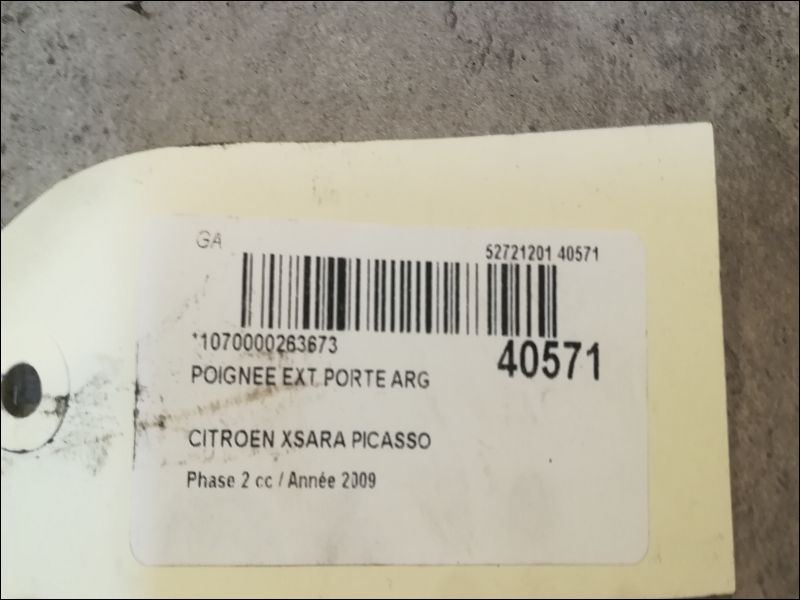 GA
52721201 40571
*1070000263673
40571
POIGNEE EXT PORTE ARG
CITROEN XSARA PICASSO
Phase 2 cc / Année 2009